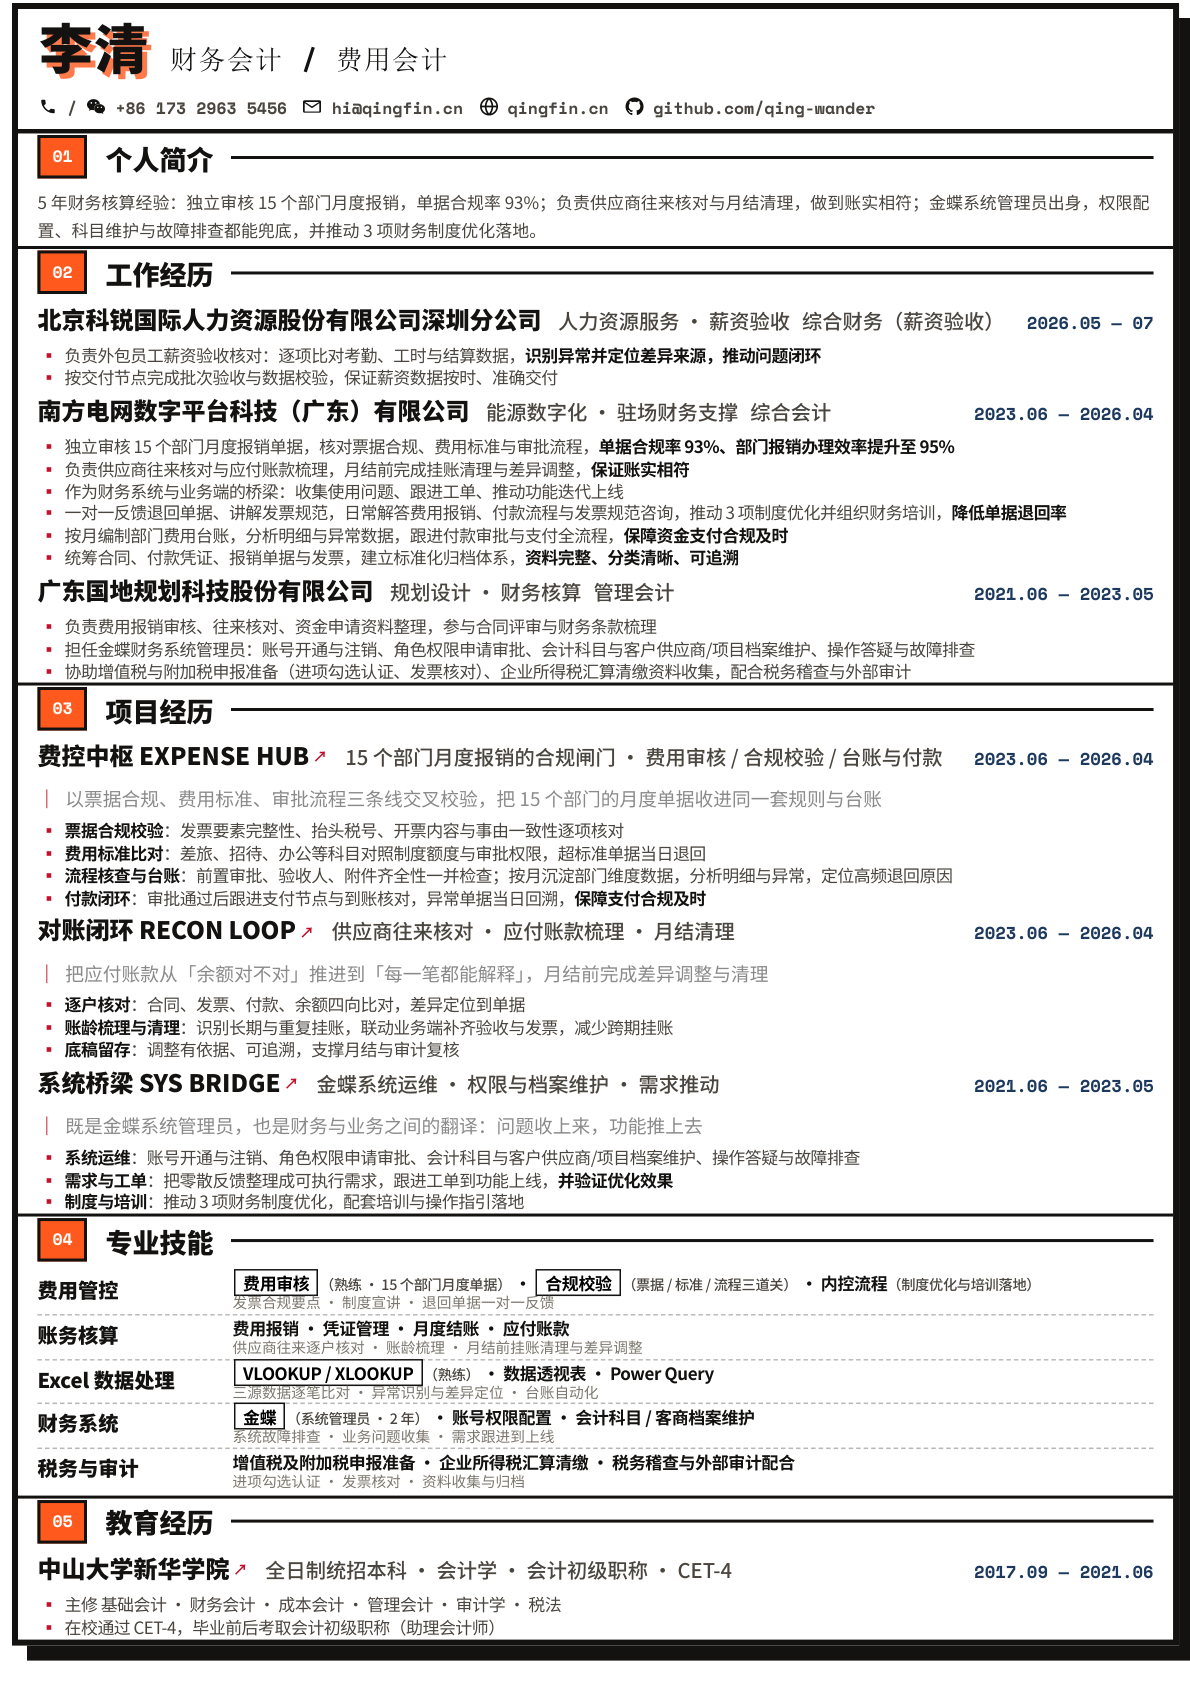 李清 财务会计 / 费用会计
/ +86 173 2963 5456 hi@qingfin.cn qingfin.cn github.com/qing-wander
01 个人简介
5 年财务核算经验：独立审核 15 个部门月度报销，单据合规率 93%；负责供应商往来核对与月结清理，做到账实相符；金蝶系统管理员出身，权限配
置、科目维护与故障排查都能兜底，并推动 3 项财务制度优化落地。
02 工作经历
北京科锐国际人力资源股份有限公司深圳分公司 人力资源服务 · 薪资验收 综合财务（薪资验收） 2026.05 — 07
▪ 负责外包员工薪资验收核对：逐项比对考勤、工时与结算数据，识别异常并定位差异来源，推动问题闭环
▪ 按交付节点完成批次验收与数据校验，保证薪资数据按时、准确交付
南方电网数字平台科技（广东）有限公司 能源数字化 · 驻场财务支撑 综合会计 2023.06 — 2026.04
▪ 独立审核 15 个部门月度报销单据，核对票据合规、费用标准与审批流程，单据合规率 93%、部门报销办理效率提升至 95%
▪ 负责供应商往来核对与应付账款梳理，月结前完成挂账清理与差异调整，保证账实相符
▪ 作为财务系统与业务端的桥梁：收集使用问题、跟进工单、推动功能迭代上线
▪ 一对一反馈退回单据、讲解发票规范，日常解答费用报销、付款流程与发票规范咨询，推动 3 项制度优化并组织财务培训，降低单据退回率
▪ 按月编制部门费用台账，分析明细与异常数据，跟进付款审批与支付全流程，保障资金支付合规及时
▪ 统筹合同、付款凭证、报销单据与发票，建立标准化归档体系，资料完整、分类清晰、可追溯
广东国地规划科技股份有限公司 规划设计 · 财务核算 管理会计 2021.06 — 2023.05
▪ 负责费用报销审核、往来核对、资金申请资料整理，参与合同评审与财务条款梳理
▪ 担任金蝶财务系统管理员：账号开通与注销、角色权限申请审批、会计科目与客户供应商/项目档案维护、操作答疑与故障排查
▪ 协助增值税与附加税申报准备（进项勾选认证、发票核对）、企业所得税汇算清缴资料收集，配合税务稽查与外部审计
03 项目经历
费控中枢 EXPENSE HUB↗ 15 个部门月度报销的合规闸门 · 费用审核 / 合规校验 / 台账与付款 2023.06 — 2026.04
以票据合规、费用标准、审批流程三条线交叉校验，把 15 个部门的月度单据收进同一套规则与台账
▪ 票据合规校验：发票要素完整性、抬头税号、开票内容与事由一致性逐项核对
▪ 费用标准比对：差旅、招待、办公等科目对照制度额度与审批权限，超标准单据当日退回
▪ 流程核查与台账：前置审批、验收人、附件齐全性一并检查；按月沉淀部门维度数据，分析明细与异常，定位高频退回原因
▪ 付款闭环：审批通过后跟进支付节点与到账核对，异常单据当日回溯，保障支付合规及时
对账闭环 RECON LOOP↗ 供应商往来核对 · 应付账款梳理 · 月结清理 2023.06 — 2026.04
把应付账款从「余额对不对」推进到「每一笔都能解释」，月结前完成差异调整与清理
▪ 逐户核对：合同、发票、付款、余额四向比对，差异定位到单据
▪ 账龄梳理与清理：识别长期与重复挂账，联动业务端补齐验收与发票，减少跨期挂账
▪ 底稿留存：调整有依据、可追溯，支撑月结与审计复核
系统桥梁 SYS BRIDGE↗ 金蝶系统运维 · 权限与档案维护 · 需求推动 2021.06 — 2023.05
既是金蝶系统管理员，也是财务与业务之间的翻译：问题收上来，功能推上去
▪ 系统运维：账号开通与注销、角色权限申请审批、会计科目与客户供应商/项目档案维护、操作答疑与故障排查
▪ 需求与工单：把零散反馈整理成可执行需求，跟进工单到功能上线，并验证优化效果
▪ 制度与培训：推动 3 项财务制度优化，配套培训与操作指引落地
04 专业技能
费用管控 费用审核（熟练 · 15 个部门月度单据） · 合规校验（票据 / 标准 / 流程三道关） · 内控流程（制度优化与培训落地）
发票合规要点 · 制度宣讲 · 退回单据一对一反馈
账务核算 费用报销 · 凭证管理 · 月度结账 · 应付账款
供应商往来逐户核对 · 账龄梳理 · 月结前挂账清理与差异调整
Excel 数据处理 VLOOKUP / XLOOKUP（熟练） · 数据透视表 · Power Query
三源数据逐笔比对 · 异常识别与差异定位 · 台账自动化
财务系统 金蝶（系统管理员 · 2 年） · 账号权限配置 · 会计科目 / 客商档案维护
系统故障排查 · 业务问题收集 · 需求跟进到上线
税务与审计 增值税及附加税申报准备 · 企业所得税汇算清缴 · 税务稽查与外部审计配合
进项勾选认证 · 发票核对 · 资料收集与归档
05 教育经历
中山大学新华学院↗ 全日制统招本科 · 会计学 · 会计初级职称 · CET-4 2017.09 — 2021.06
▪ 主修 基础会计 · 财务会计 · 成本会计 · 管理会计 · 审计学 · 税法
▪ 在校通过 CET-4，毕业前后考取会计初级职称（助理会计师）